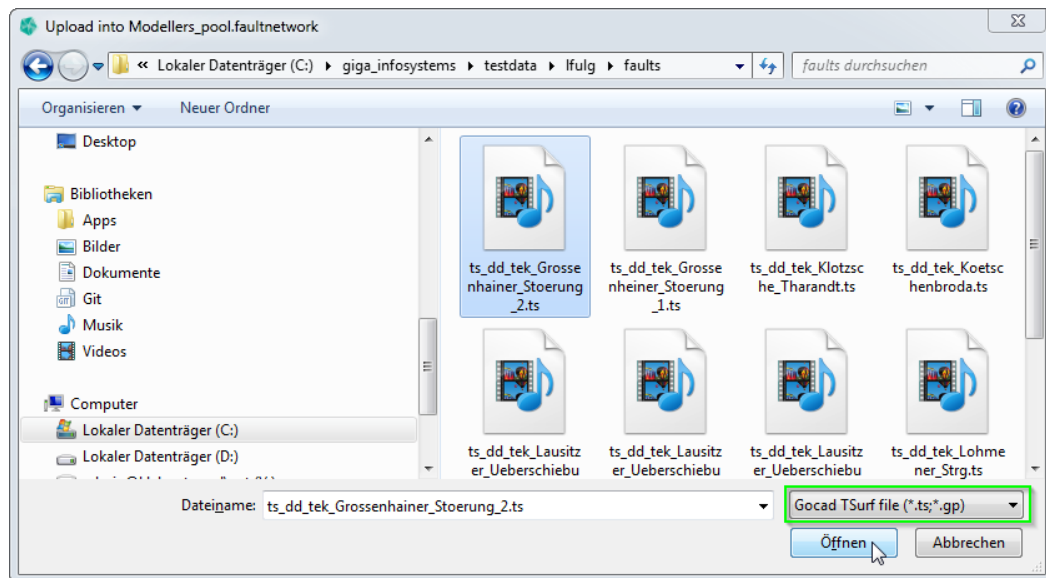 Upload into Modellers_pool.faultnetwork
« Lokaler Datenträger (C:) ▸ giga_infosystems ▸ testdata ▸ lfulg ▸ faults
faults durchsuchen
Organisieren
Neuer Ordner
Desktop
Bibliotheken
Apps
Bilder
Dokumente
Git
Musik
Videos
Computer
Lokaler Datenträger (C:)
Lokaler Datenträger (D:)
ts_dd_tek_Grosse
nhainer_Stoerung
_2.ts
ts_dd_tek_Grosse
nheiner_Stoerung
_1.ts
ts_dd_tek_Klotzsc
he_Tharandt.ts
ts_dd_tek_Koetsc
henbroda.ts
ts_dd_tek_Lausitz
er_Ueberschiebu
ts_dd_tek_Lausitz
er_Ueberschiebu
ts_dd_tek_Lausitz
er_Ueberschiebu
ts_dd_tek_Lohme
ner_Strg.ts
Dateiname: ts_dd_tek_Grossenhainer_Stoerung_2.ts
Gocad TSurf file (*.ts;*.gp)
Öffnen
Abbrechen